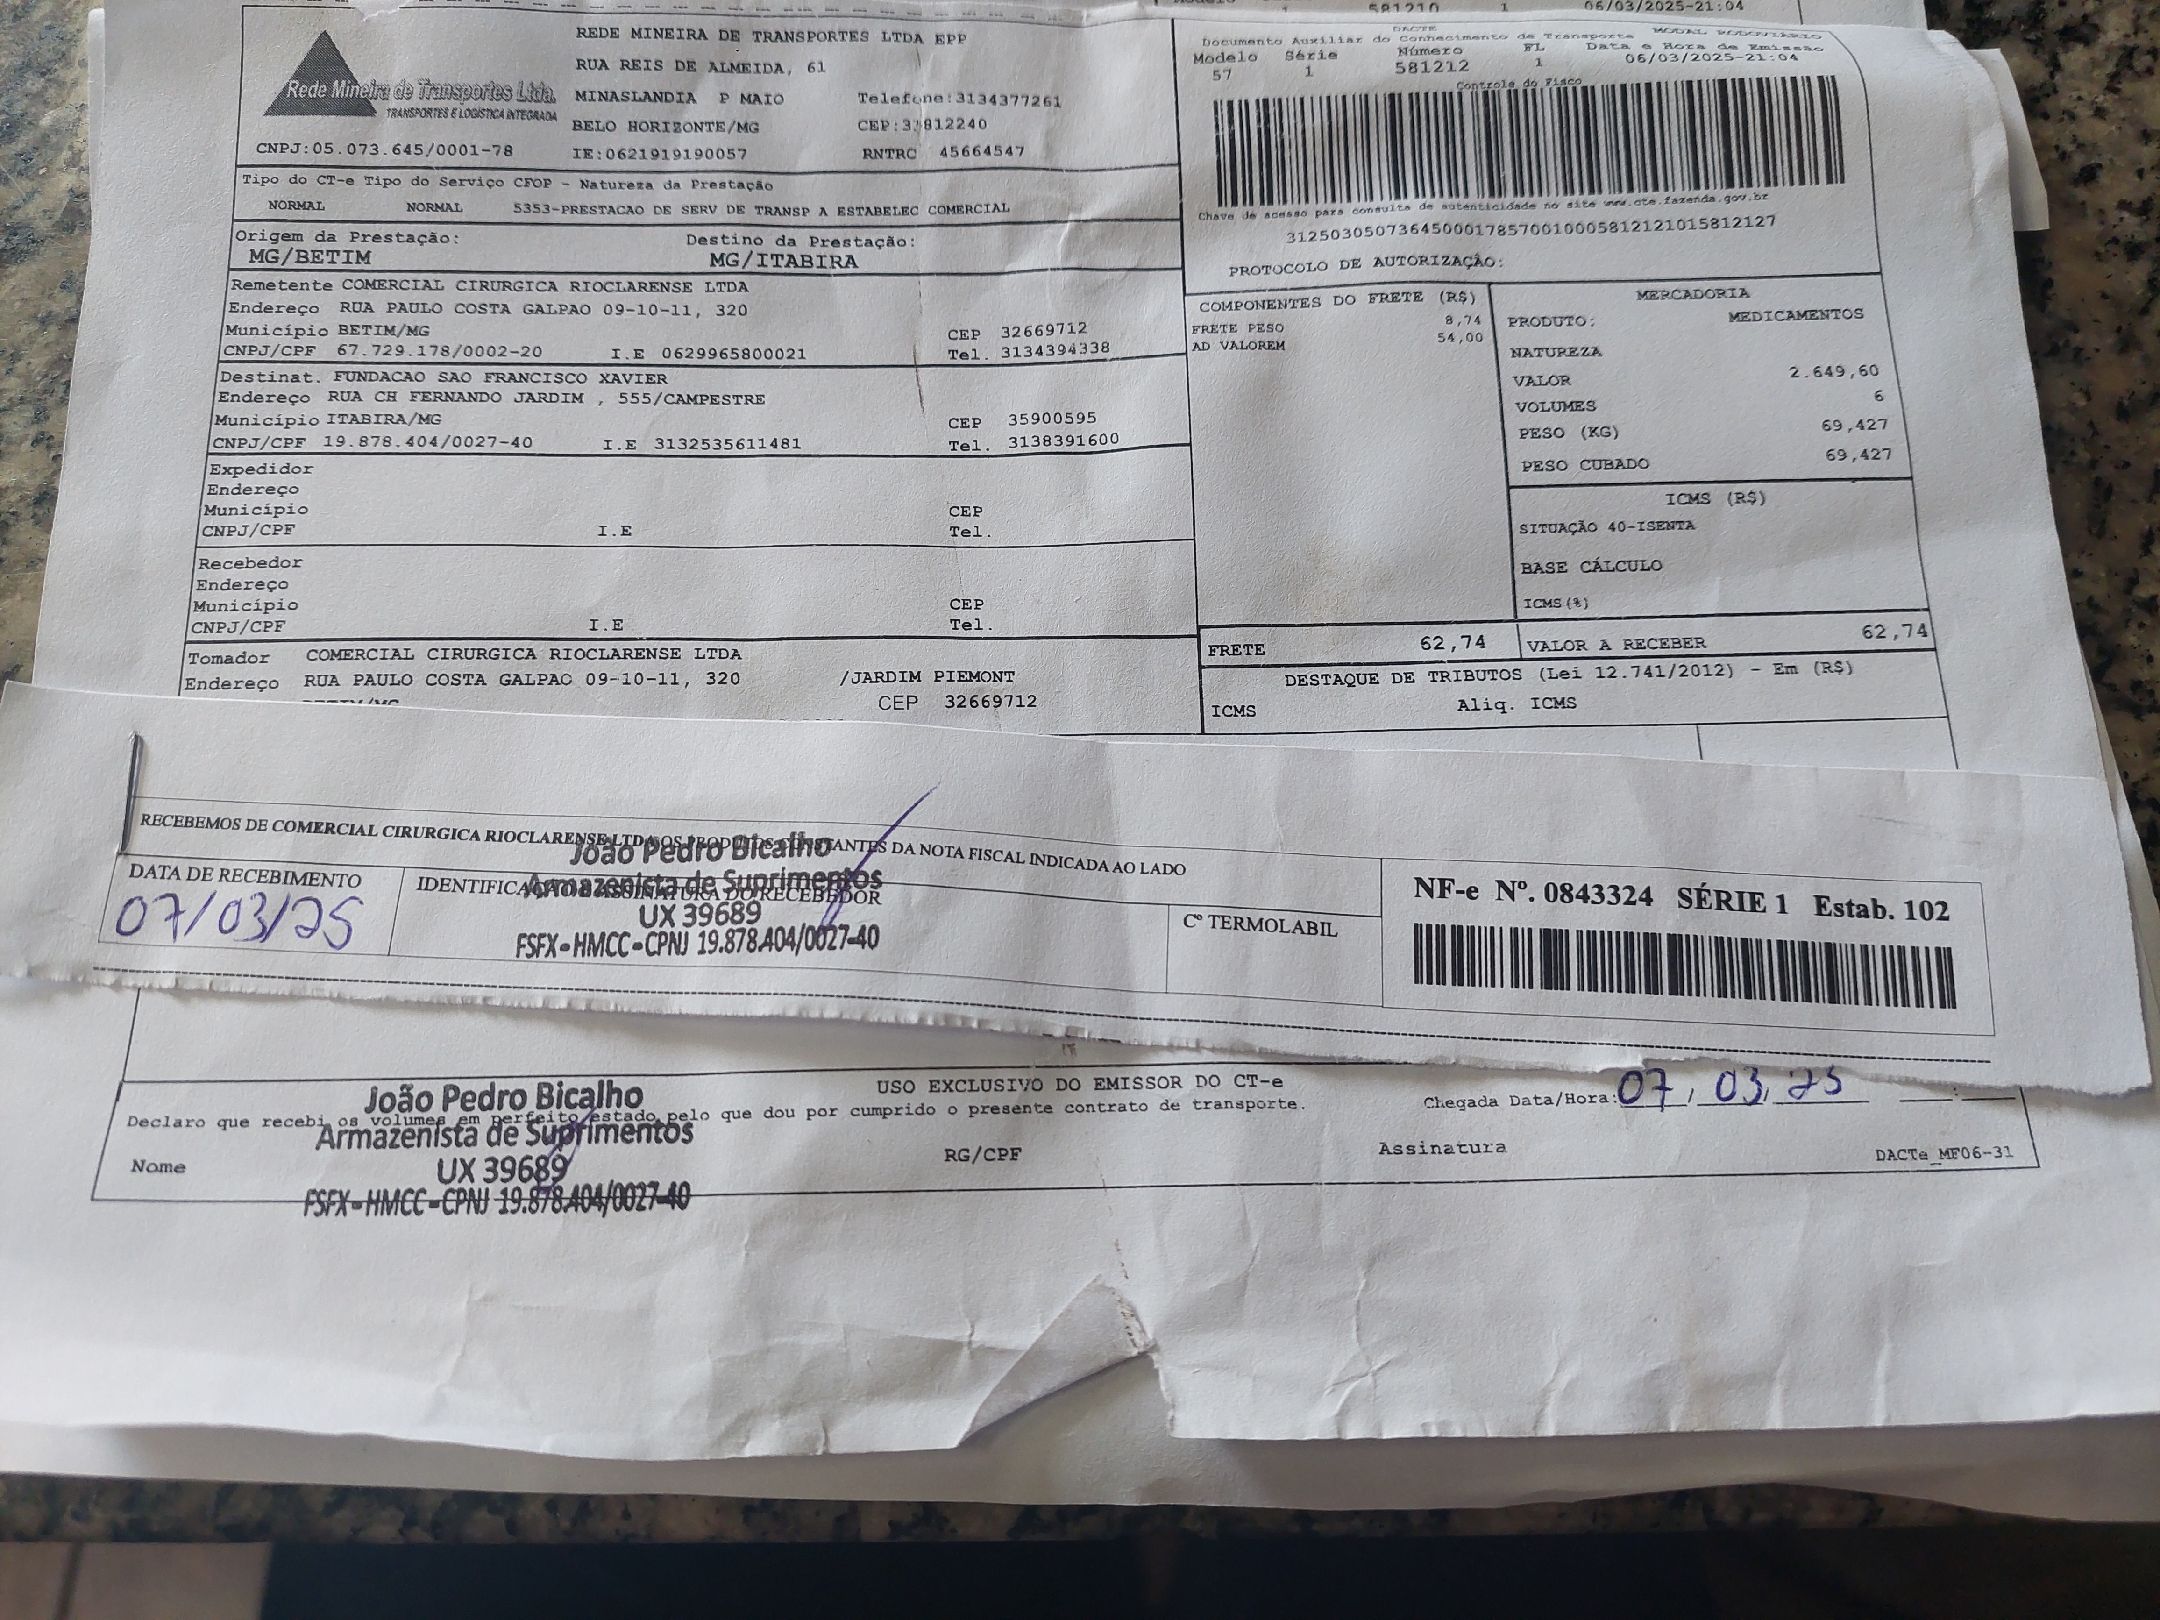 581210 1 06/03/2025-21:04
Rede Mineira de Transportes Ltda.
TRANSPORTES E LOGÍSTICA INTEGRADA
CNPJ:05.073.645/0001-78
REDE MINEIRA DE TRANSPORTES LTDA EPP
RUA REIS DE ALMEIDA, 61
MINASLANDIA P MAIO Telefone:3134377261
BELO HORIZONTE/MG CEP:31812240
IE:0621919190057 RNTRC 45664547
DACTE MODAL RODOVIÁRIO
Documento Auxiliar do Conhecimento de Transporte
Modelo Série Número FL Data e Hora de Emissão
57 1 581212 1 06/03/2025-21:04
Controle do Fisco
Chave de acesso para consulta de autenticidade no site www.cte.fazenda.gov.br
31250305073645000178570010005812121015812127
PROTOCOLO DE AUTORIZAÇÃO:
Tipo do CT-e Tipo do Serviço CFOP - Natureza da Prestação
NORMAL NORMAL 5353-PRESTACAO DE SERV DE TRANSP A ESTABELEC COMERCIAL
Origem da Prestação: Destino da Prestação:
MG/BETIM MG/ITABIRA
Remetente COMERCIAL CIRURGICA RIOCLARENSE LTDA
Endereço RUA PAULO COSTA GALPAO 09-10-11, 320
Município BETIM/MG CEP 32669712
CNPJ/CPF 67.729.178/0002-20 I.E 0629965800021 Tel. 3134394338
Destinat. FUNDACAO SAO FRANCISCO XAVIER
Endereço RUA CH FERNANDO JARDIM , 555/CAMPESTRE
Município ITABIRA/MG CEP 35900595
CNPJ/CPF 19.878.404/0027-40 I.E 3132535611481 Tel. 3138391600
Expedidor
Endereço
Município CEP
CNPJ/CPF I.E Tel.
Recebedor
Endereço
Município CEP
CNPJ/CPF I.E Tel.
Tomador COMERCIAL CIRURGICA RIOCLARENSE LTDA
Endereço RUA PAULO COSTA GALPAO 09-10-11, 320 /JARDIM PIEMONT
CEP 32669712
COMPONENTES DO FRETE (R$)
FRETE PESO 8,74
AD VALOREM 54,00
MERCADORIA
PRODUTO: MEDICAMENTOS
NATUREZA
VALOR 2.649,60
VOLUMES 6
PESO (KG) 69,427
PESO CUBADO 69,427
ICMS (R$)
SITUAÇÃO 40-ISENTA
BASE CÁLCULO
ICMS(%)
FRETE 62,74 VALOR A RECEBER 62,74
DESTAQUE DE TRIBUTOS (Lei 12.741/2012) - Em (R$)
ICMS Aliq. ICMS
RECEBEMOS DE COMERCIAL CIRURGICA RIOCLARENSE LTDA OS PRODUTOS CONSTANTES DA NOTA FISCAL INDICADA AO LADO
DATA DE RECEBIMENTO
07/03/25
IDENTIFICAÇÃO E ASSINATURA DO RECEBEDOR
João Pedro Bicalho
Armazenista de Suprimentos
UX 39689
FSFX-HMCC-CPNJ 19.878.404/0027-40
Cº TERMOLABIL
NF-e Nº. 0843324 SÉRIE 1 Estab. 102
USO EXCLUSIVO DO EMISSOR DO CT-e
Declaro que recebi os volumes em perfeito estado pelo que dou por cumprido o presente contrato de transporte.
Chegada Data/Hora: 07/03/25
João Pedro Bicalho
Armazenista de Suprimentos
UX 39689
FSFX-HMCC-CPNJ 19.878.404/0027-40
Nome RG/CPF Assinatura DACTe_MF06-31